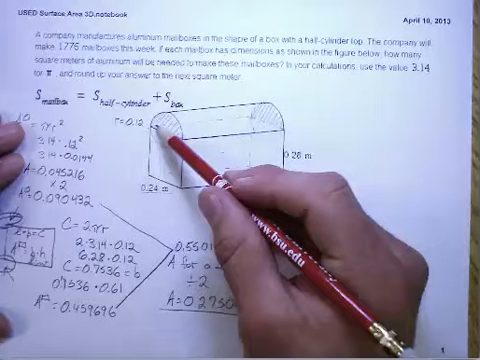 USED Surface Area 3D.notebook
April 10, 2013
A company manufactures aluminum mailboxes in the shape of a box with a half-cylinder top. The company will
make 1776 mailboxes this week. If each mailbox has dimensions as shown in the figure below, how many
square meters of aluminum will be needed to make these mailboxes? In your calculations, use the value 3.14
for π, and round up your answer to the next square meter.
S mailbox = S half-cylinder + S box
r=0.12
= πr²
3.14 · .12²
3.14 · 0.0144
A=0.045216
x 2
A=0.090432
0.28 m
0.24 m
C= 2πr
2·3.14·0.12
6.28·0.12
C=0.7536=b
0.7536·0.61
A=0.459696
0.5501
A for a
÷2
A=0.2750
www.bsu.edu
1